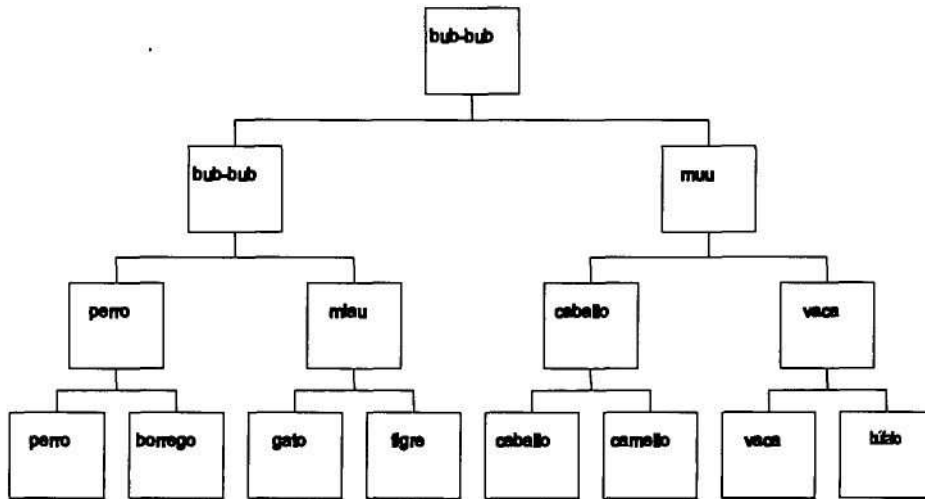 bub-bub
bub-bub
muu
perro
miau
caballo
vaca
perro
borrego
gato
tigre
caballo
camello
vaca
búfalo